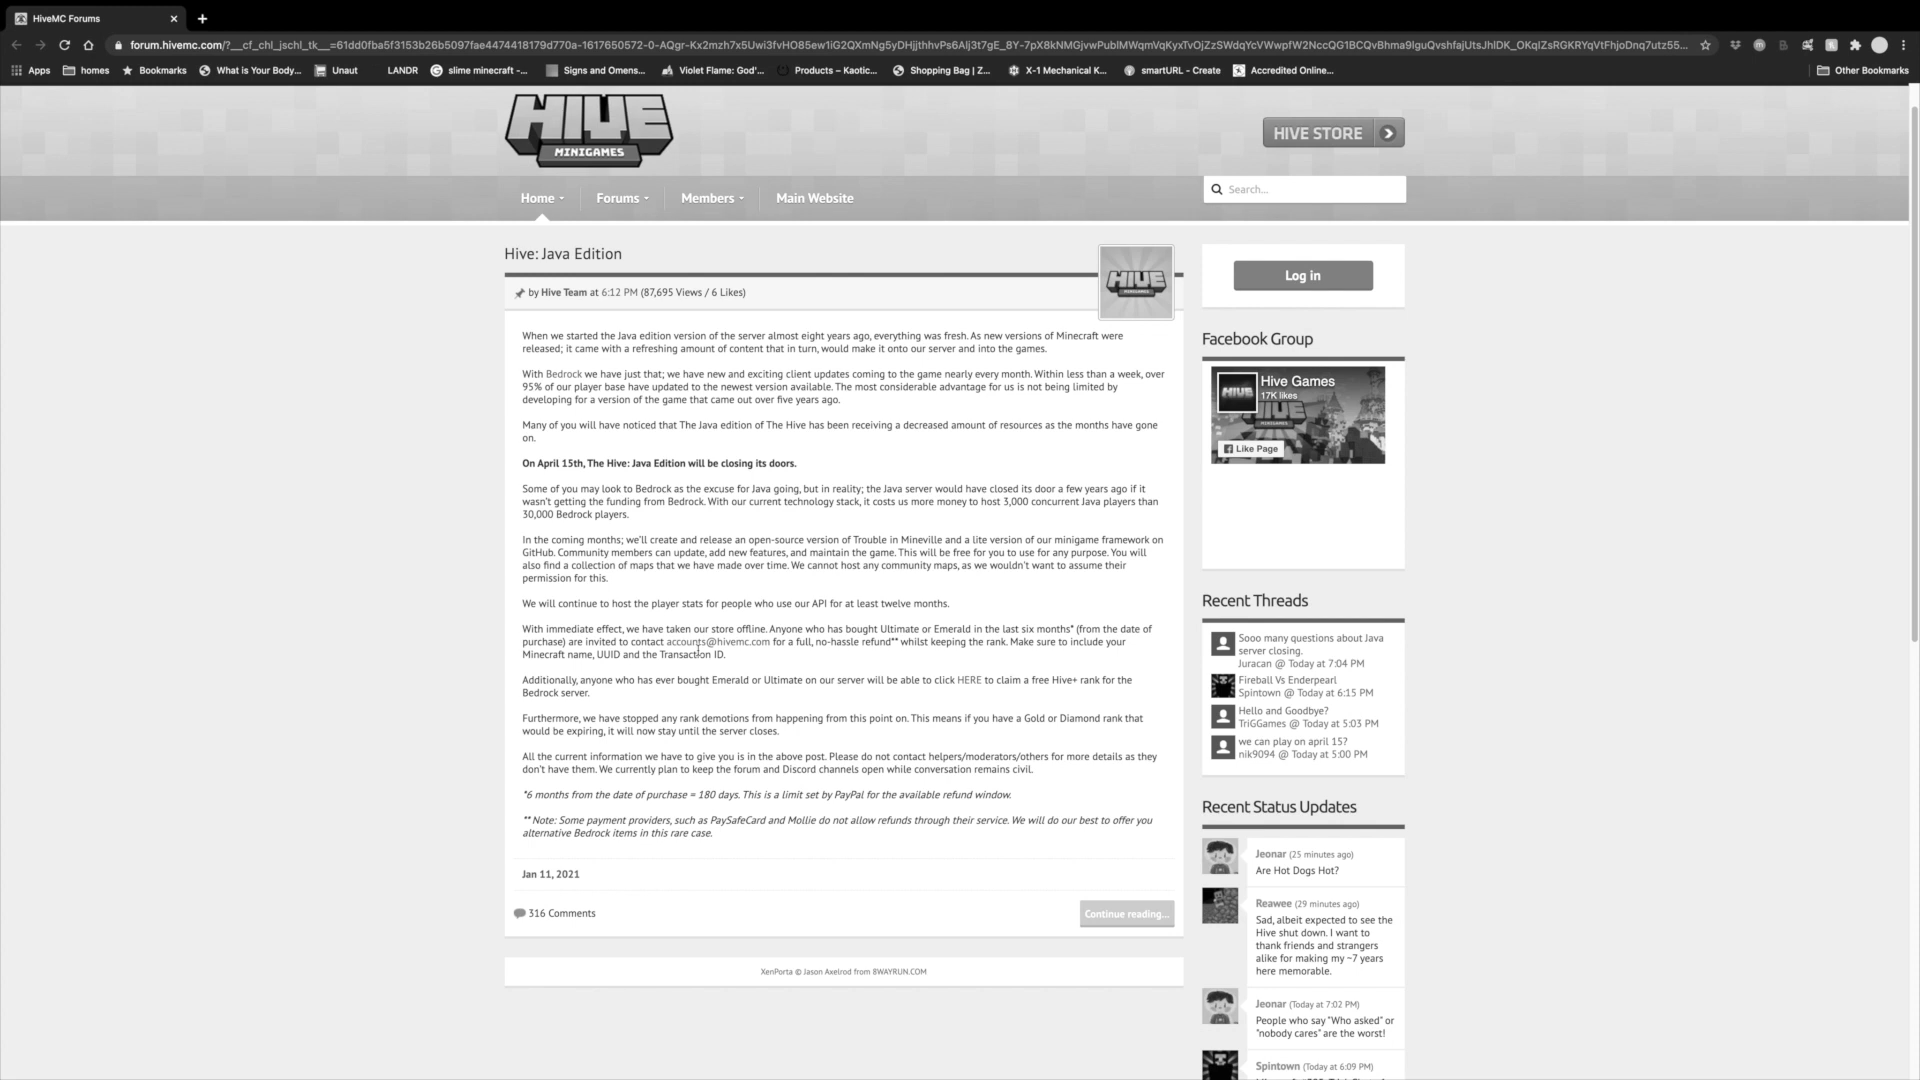 HiveMC Forums
forum.hivemc.com/?__cf_chl_jschl_tk__=
Apps
homes
Bookmarks
What is Your Body...
Unaut
LANDR
slime minecraft -...
Signs and Omens...
Violet Flame: God'...
Products – Kaotic...
Shopping Bag | Z...
X-1 Mechanical K...
smartURL - Create
Accredited Online...
Other Bookmarks
HIVE
MINIGAMES
HIVE STORE
Home
Forums
Members
Main Website
Search...
Hive: Java Edition
by Hive Team at 6:12 PM (87,695 Views / 6 Likes)
HIVE
MINIGAMES
When we started the Java edition version of the server almost eight years ago, everything was fresh. As new versions of Minecraft were
released; it came with a refreshing amount of content that in turn, would make it onto our server and into the games.
With Bedrock we have just that; we have new and exciting client updates coming to the game nearly every month. Within less than a week, over
95% of our player base have updated to the newest version available. The most considerable advantage for us is not being limited by
developing for a version of the game that came out over five years ago.
Many of you will have noticed that The Java edition of The Hive has been receiving a decreased amount of resources as the months have gone
on.
On April 15th, The Hive: Java Edition will be closing its doors.
Some of you may look to Bedrock as the excuse for Java going, but in reality; the Java server would have closed its door a few years ago if it
wasn't getting the funding from Bedrock. With our current technology stack, it costs us more money to host 3,000 concurrent Java players than
30,000 Bedrock players.
In the coming months; we'll create and release an open-source version of Trouble in Mineville and a lite version of our minigame framework on
GitHub. Community members can update, add new features, and maintain the game. This will be free for you to use for any purpose. You will
also find a collection of maps that we have made over time. We cannot host any community maps, as we wouldn't want to assume their
permission for this.
We will continue to host the player stats for people who use our API for at least twelve months.
With immediate effect, we have taken our store offline. Anyone who has bought Ultimate or Emerald in the last six months* (from the date of
purchase) are invited to contact accounts@hivemc.com for a full, no-hassle refund** whilst keeping the rank. Make sure to include your
Minecraft name, UUID and the Transaction ID.
Additionally, anyone who has ever bought Emerald or Ultimate on our server will be able to click HERE to claim a free Hive+ rank for the
Bedrock server.
Furthermore, we have stopped any rank demotions from happening from this point on. This means if you have a Gold or Diamond rank that
would be expiring, it will now stay until the server closes.
All the current information we have to give you is in the above post. Please do not contact helpers/moderators/others for more details as they
don't have them. We currently plan to keep the forum and Discord channels open while conversation remains civil.
*6 months from the date of purchase = 180 days. This is a limit set by PayPal for the available refund window.
** Note: Some payment providers, such as PaySafeCard and Mollie do not allow refunds through their service. We will do our best to offer you
alternative Bedrock items in this rare case.
Jan 11, 2021
316 Comments
Continue reading...
XenPorta © Jason Axelrod from 8WAYRUN.COM
Log in
Facebook Group
HIVE
Hive Games
17K likes
HIVE
MINIGAMES
Like Page
Recent Threads
Sooo many questions about Java
server closing.
Juracan @ Today at 7:04 PM
Fireball Vs Enderpearl
Spintown @ Today at 6:15 PM
Hello and Goodbye?
TriGGames @ Today at 5:03 PM
we can play on april 15?
nik9094 @ Today at 5:00 PM
Recent Status Updates
Jeonar (25 minutes ago)
Are Hot Dogs Hot?
Reawee (29 minutes ago)
Sad, albeit expected to see the
Hive shut down. I want to
thank friends and strangers
alike for making my ~7 years
here memorable.
Jeonar (Today at 7:02 PM)
People who say "Who asked" or
"nobody cares" are the worst!
Spintown (Today at 6:09 PM)